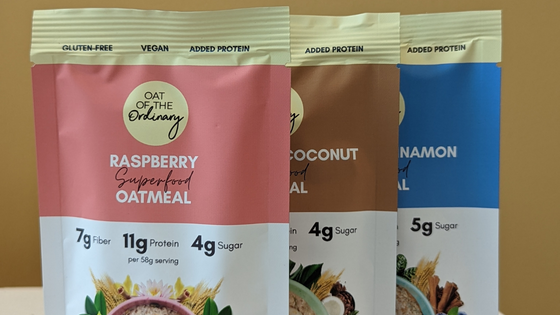 GLUTEN-FREE VEGAN ADDED PROTEIN
OAT
OF THE
Ordinary
RASPBERRY
Superfood
OATMEAL
7g Fiber 11g Protein 4g Sugar
per 58g serving
ADDED PROTEIN
COCONUT
4g Sugar
ADDED PROTEIN
5g Sugar